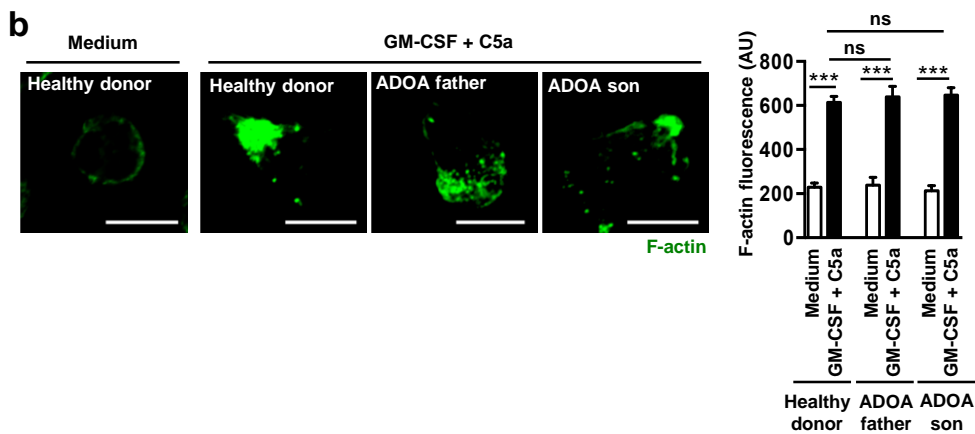 b
Medium
GM-CSF + C5a
Healthy donor
Healthy donor
ADOA father
ADOA son
F-actin
ns
ns
*** *** ***
F-actin fluorescence (AU)
800
600
400
200
0
Medium
GM-CSF + C5a
Medium
GM-CSF + C5a
Medium
GM-CSF + C5a
Healthy
donor
ADOA
father
ADOA
son